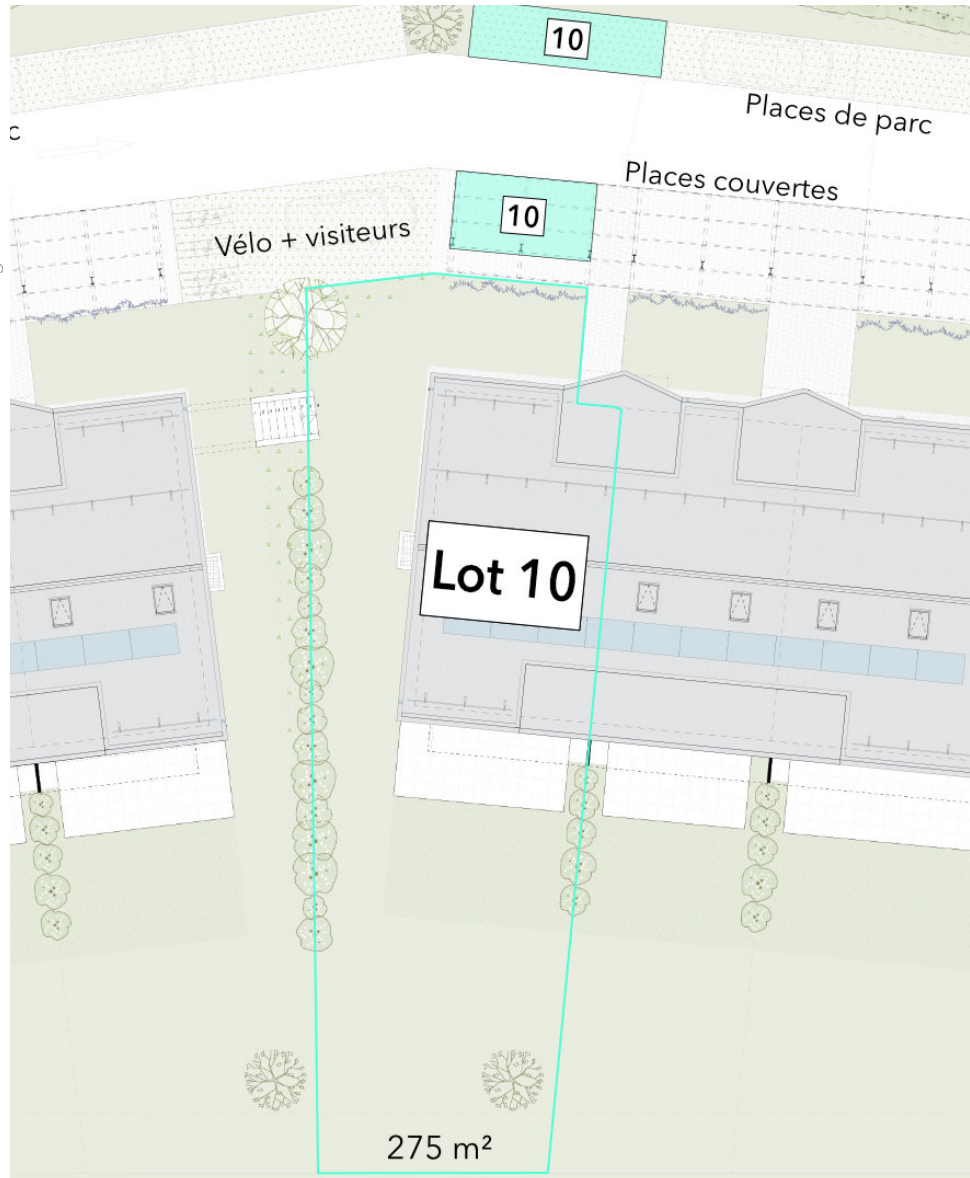 10
Places de parc
c
Places couvertes
10
Vélo + visiteurs
Lot 10
275 m²